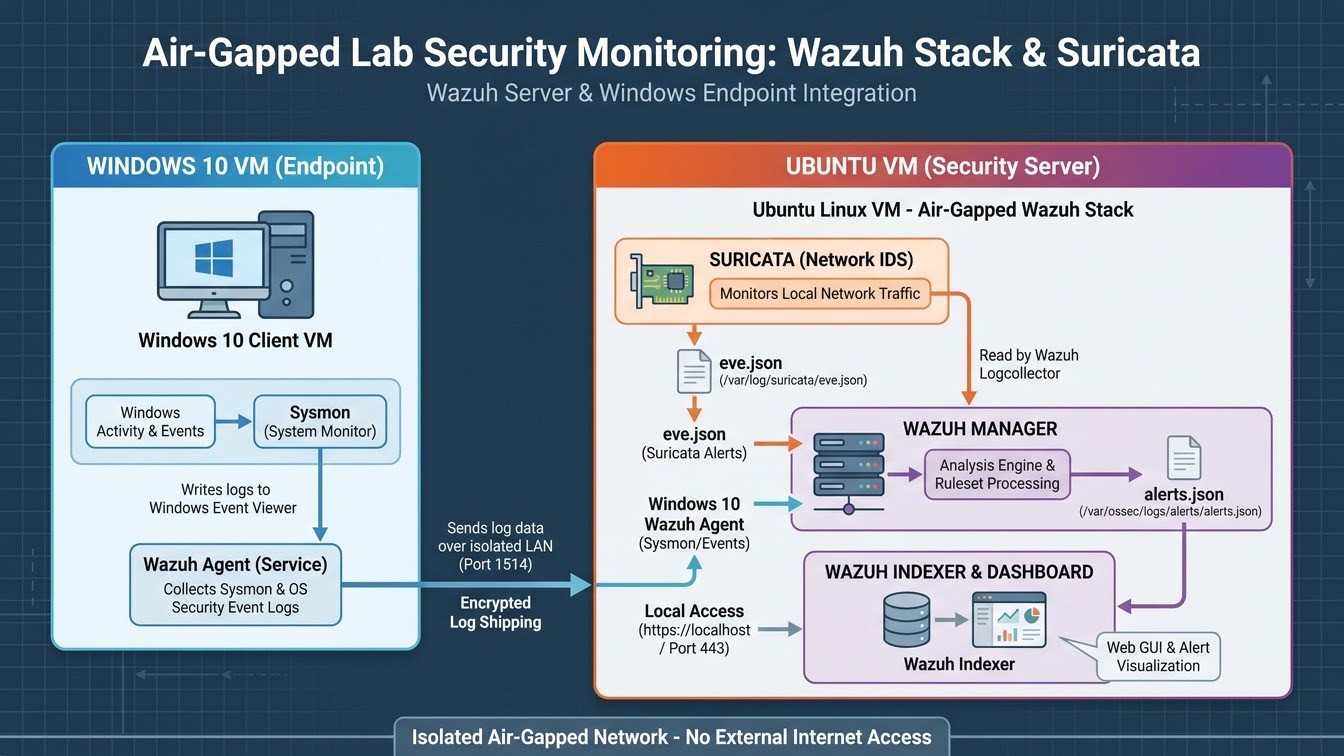 Air-Gapped Lab Security Monitoring: Wazuh Stack & Suricata
Wazuh Server & Windows Endpoint Integration
WINDOWS 10 VM (Endpoint)
Windows 10 Client VM
Windows
Activity & Events
Sysmon
(System Monitor)
Writes logs to
Windows Event Viewer
Wazuh Agent (Service)
Collects Sysmon & OS
Security Event Logs
Sends log data
over isolated LAN
(Port 1514)
Encrypted
Log Shipping
UBUNTU VM (Security Server)
Ubuntu Linux VM - Air-Gapped Wazuh Stack
SURICATA (Network IDS)
Monitors Local Network Traffic
eve.json
(/var/log/suricata/eve.json)
Read by Wazuh
Logcollector
eve.json
(Suricata Alerts)
Windows 10
Wazuh Agent
(Sysmon/Events)
WAZUH MANAGER
Analysis Engine &
Ruleset Processing
alerts.json
(/var/ossec/logs/alerts/alerts.json)
Local Access
(https://localhost
/ Port 443)
WAZUH INDEXER & DASHBOARD
Wazuh Indexer
Web GUI & Alert
Visualization
Isolated Air-Gapped Network - No External Internet Access